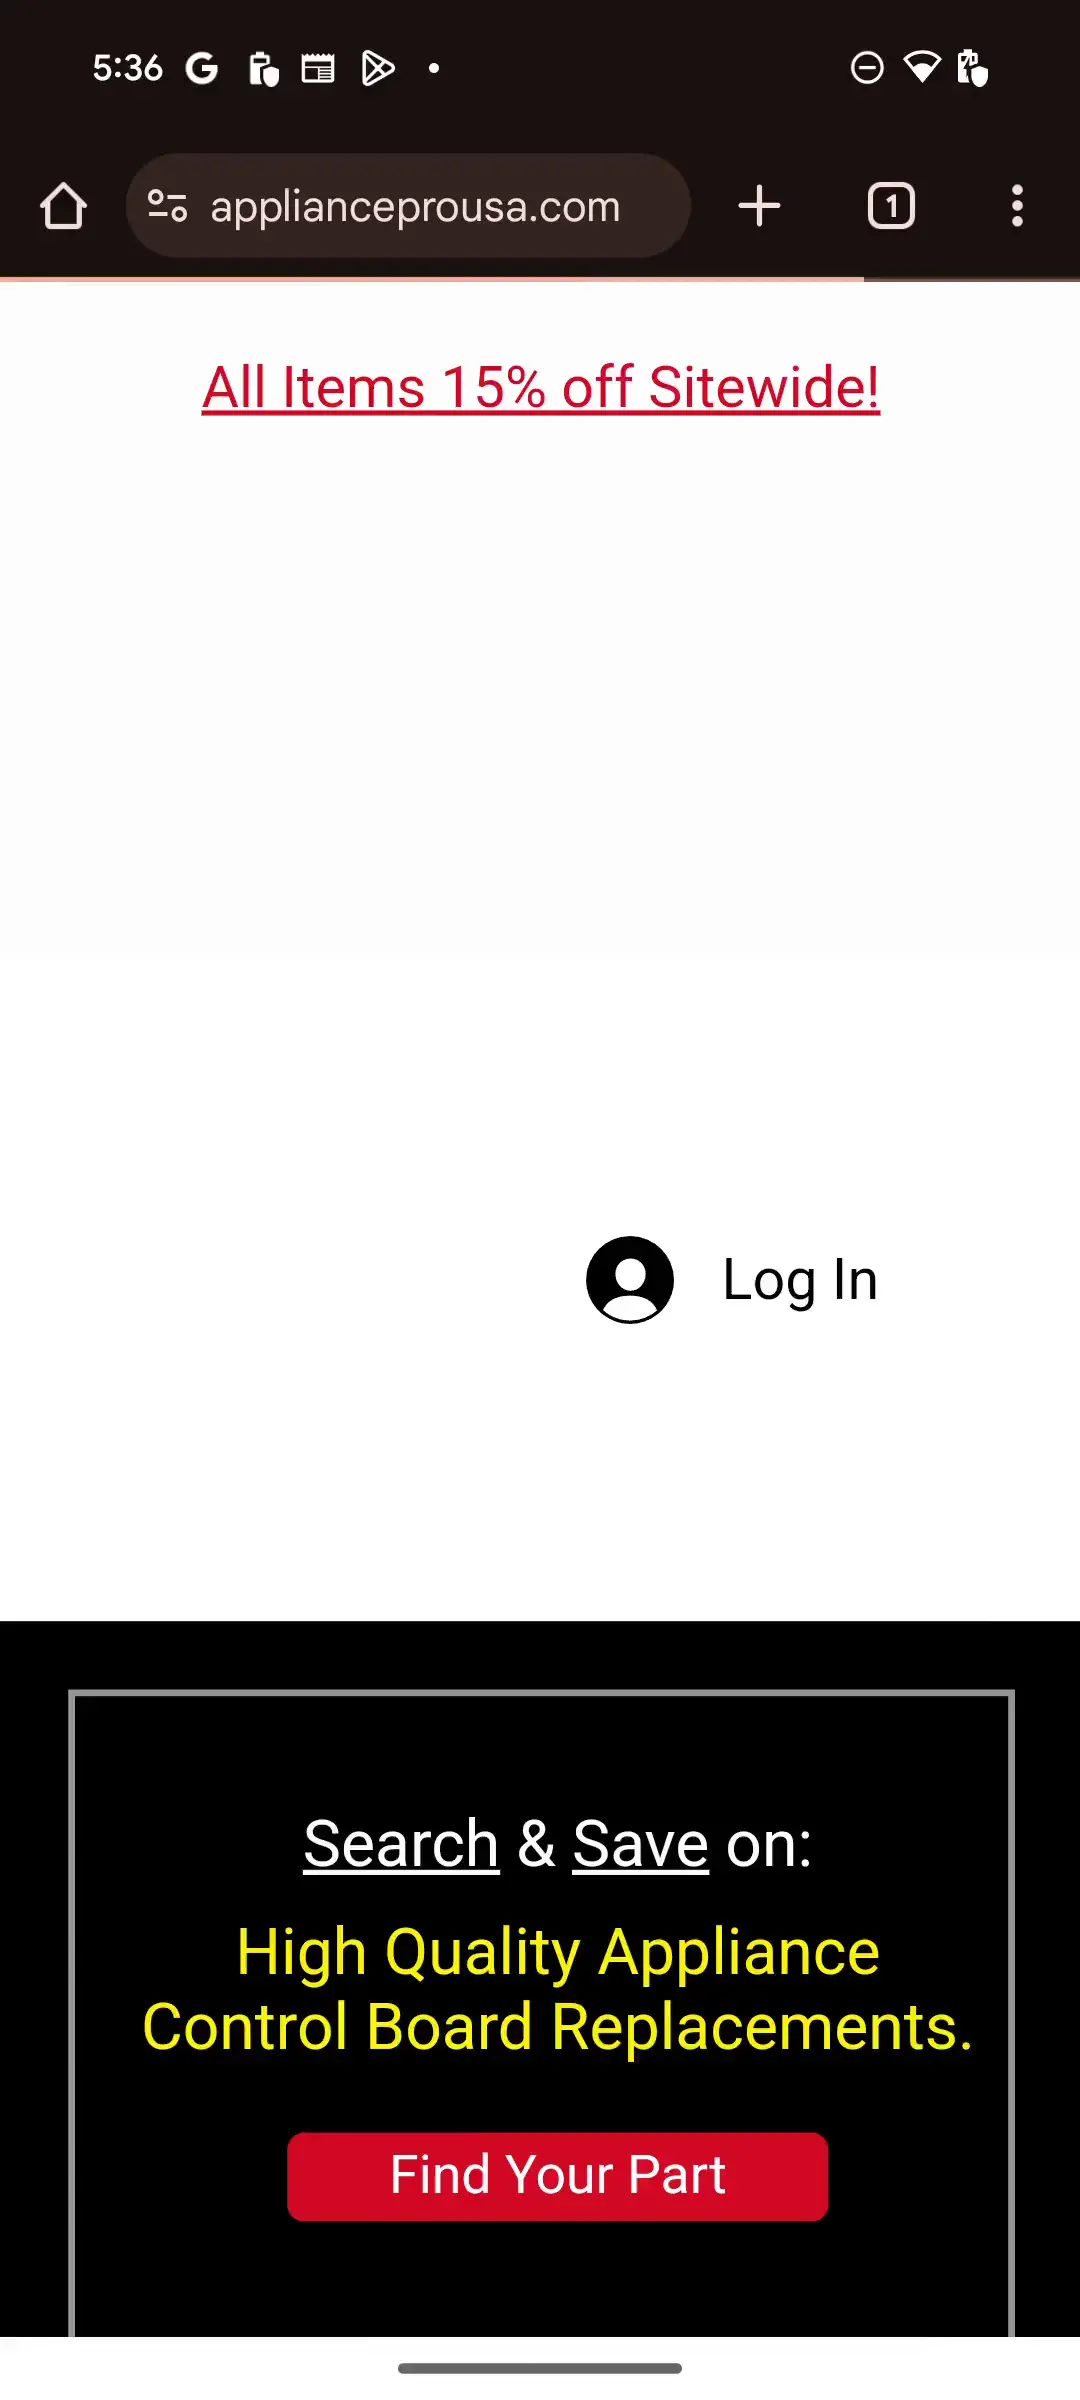 5:36
applianceprousa.com
1
All Items 15% off Sitewide!
Log In
Search & Save on:
High Quality Appliance
Control Board Replacements.
Find Your Part